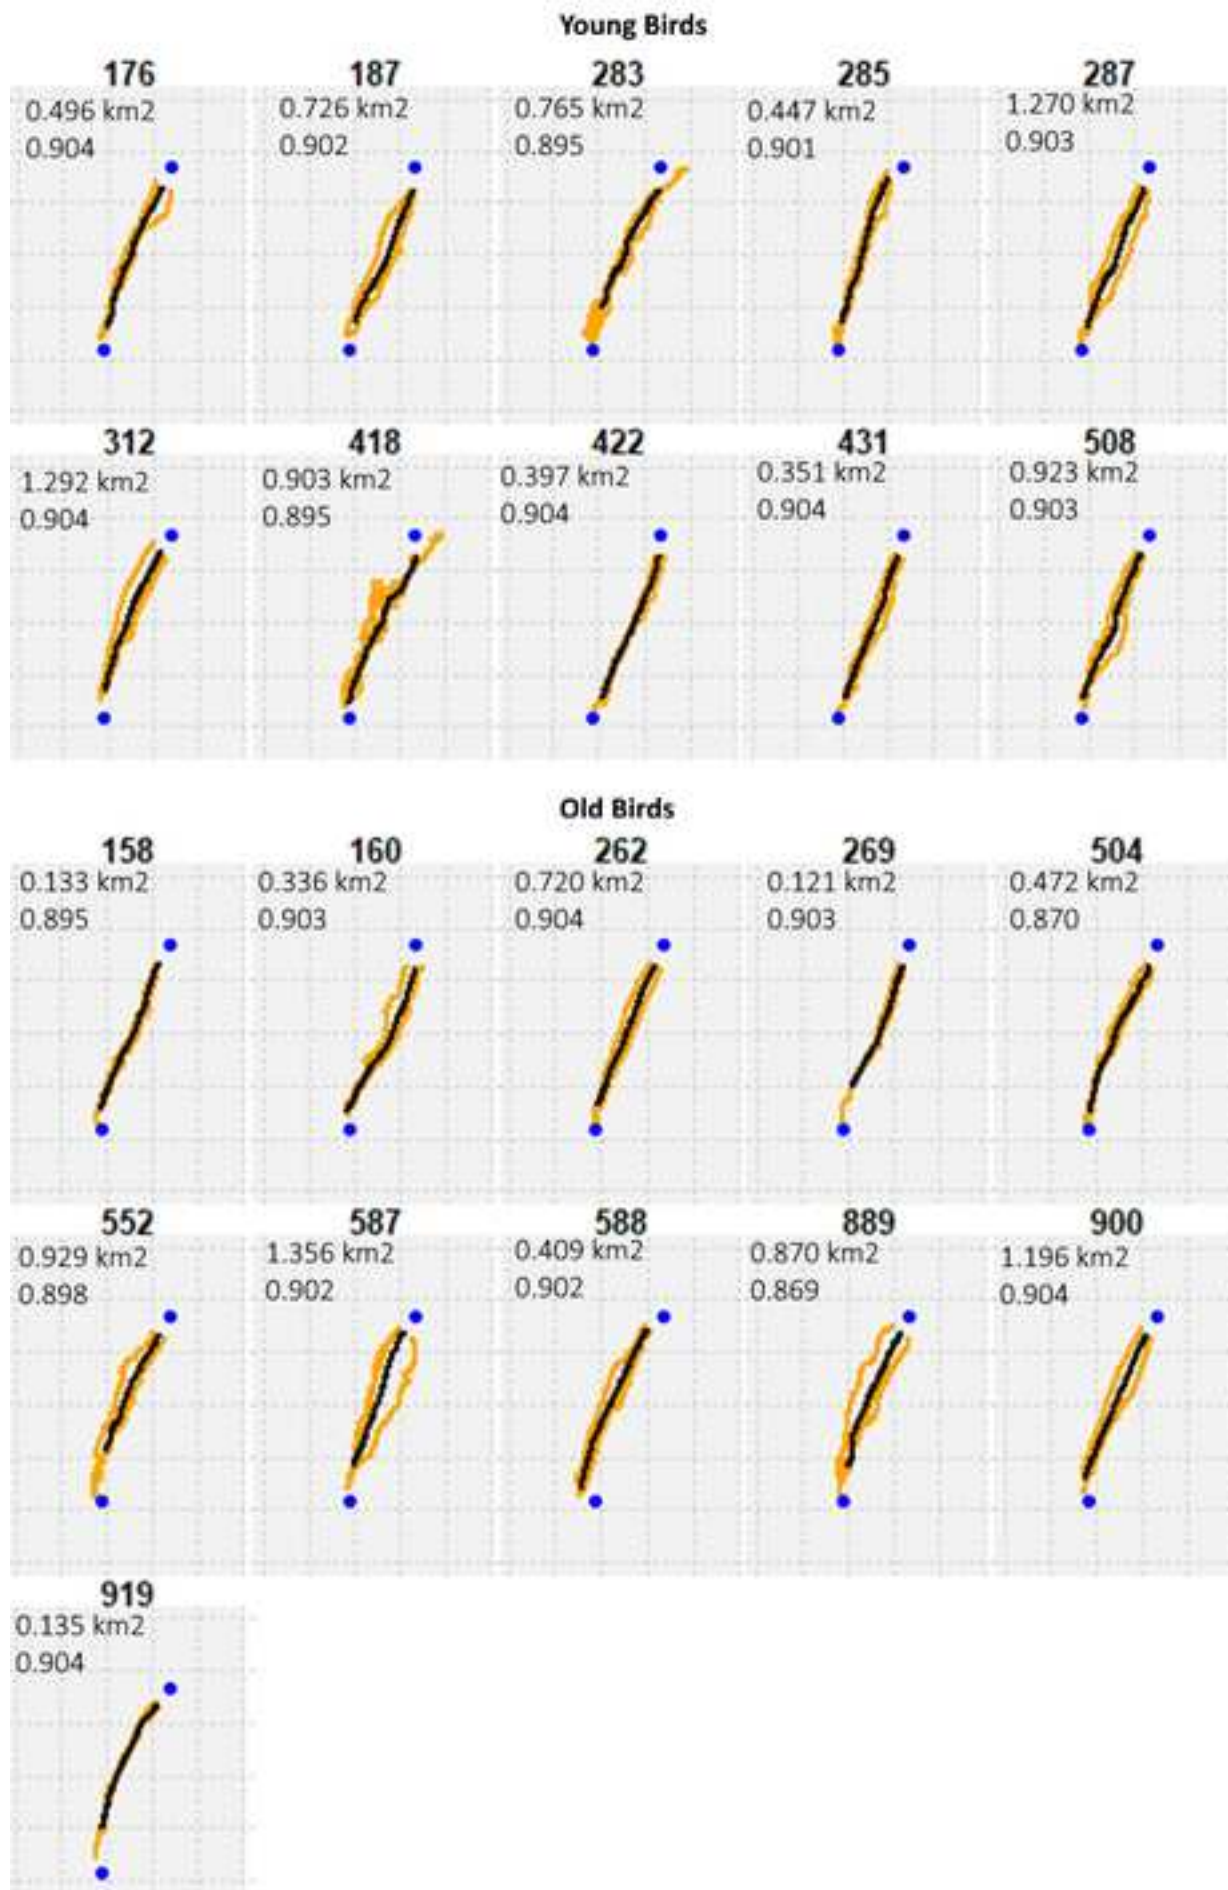 Young Birds
176 187 283 285 287
0.496 km2 0.726 km2 0.765 km2 0.447 km2 1.270 km2
0.904 0.902 0.895 0.901 0.903
312 418 422 431 508
1.292 km2 0.903 km2 0.397 km2 0.351 km2 0.923 km2
0.904 0.895 0.904 0.904 0.903
Old Birds
158 160 262 269 504
0.133 km2 0.336 km2 0.720 km2 0.121 km2 0.472 km2
0.895 0.903 0.904 0.903 0.870
552 587 588 889 900
0.929 km2 1.356 km2 0.409 km2 0.870 km2 1.196 km2
0.898 0.902 0.902 0.869 0.904
919
0.135 km2
0.904